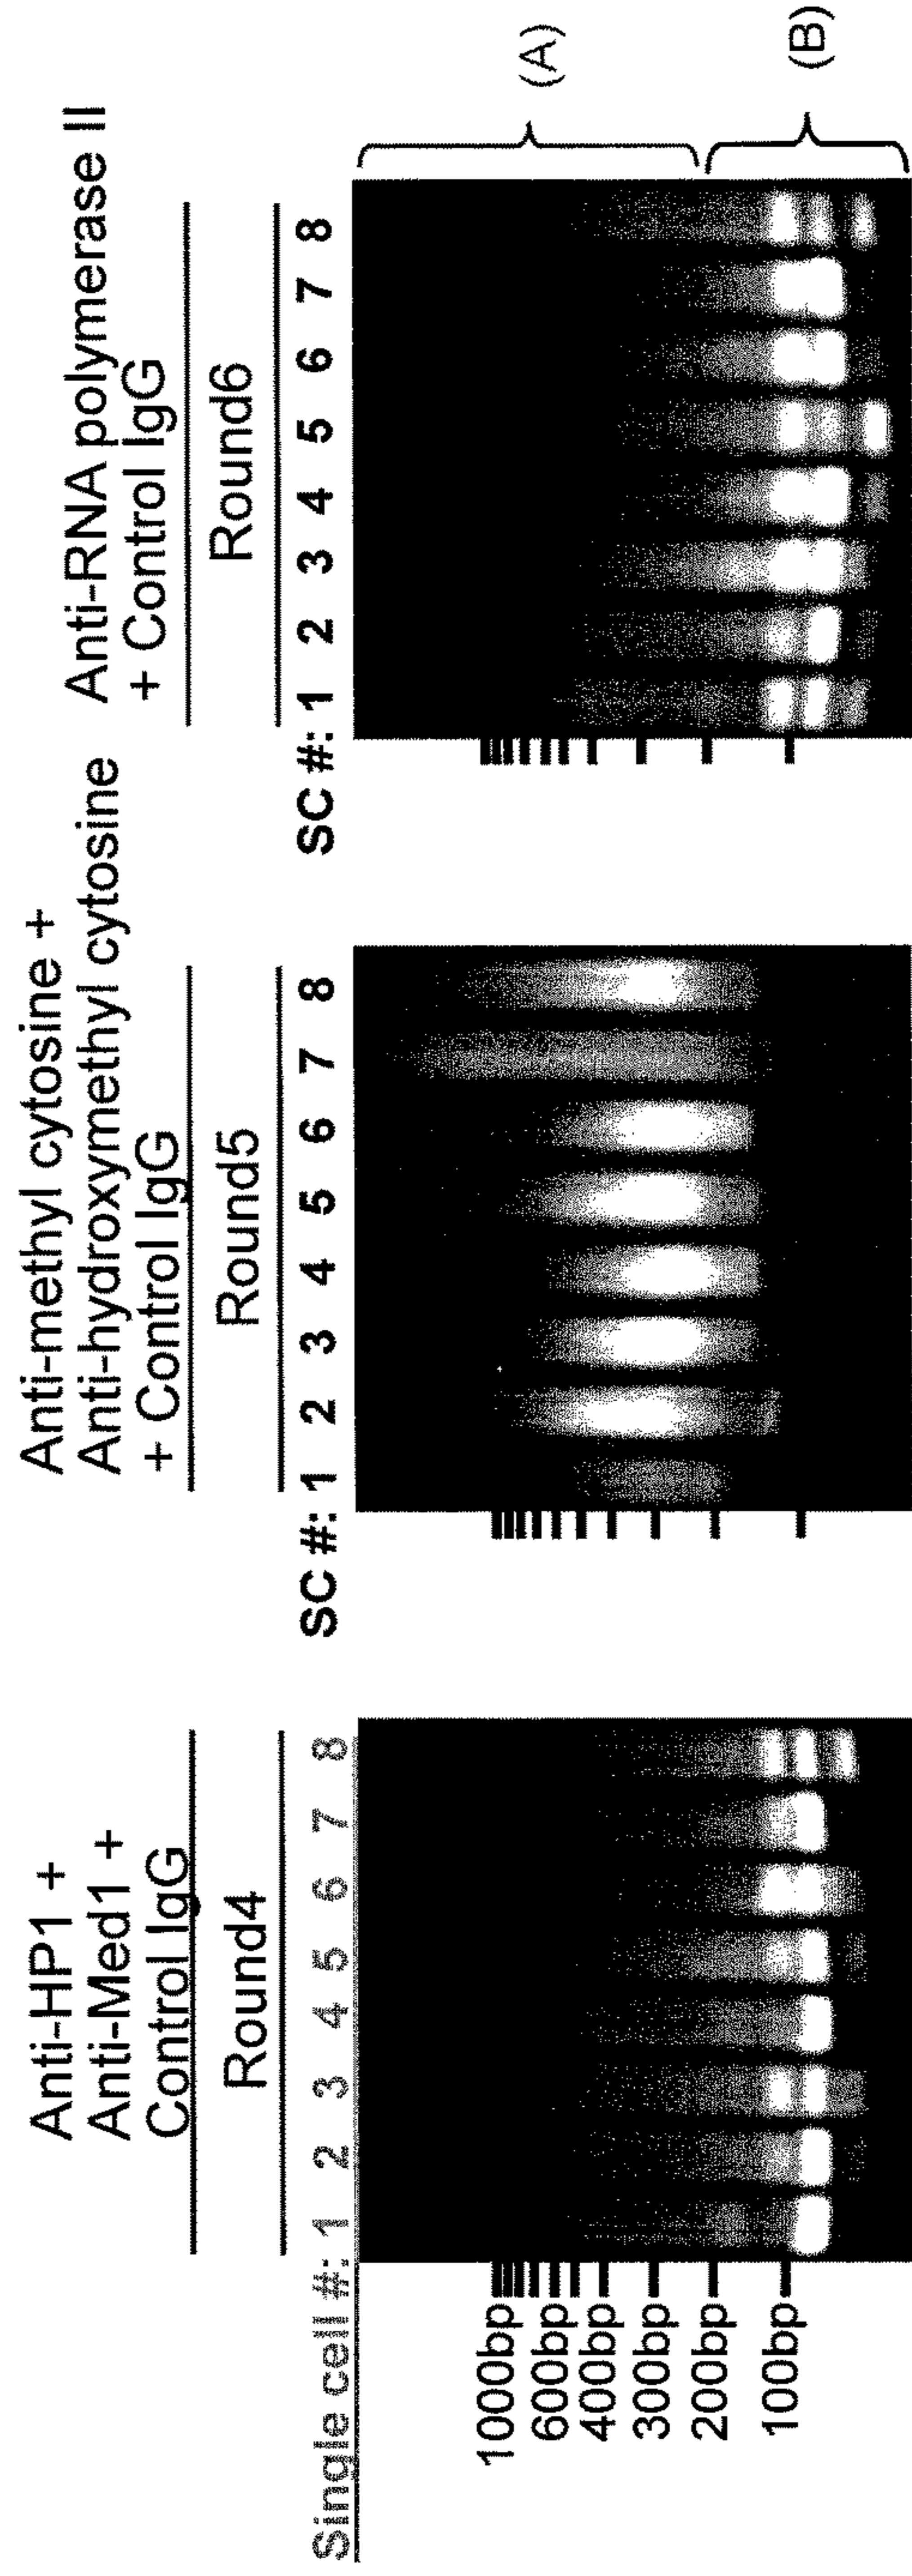 Anti-HP1 +
Anti-Med1 +
Control IgG
Round4
Single cell #: 1 2 3 4 5 6 7 8
1000bp
600bp
400bp
300bp
200bp
100bp
Anti-methyl cytosine +
Anti-hydroxymethyl cytosine
+ Control IgG
Round5
SC #: 1 2 3 4 5 6 7 8
Anti-RNA polymerase II
+ Control IgG
Round6
SC #: 1 2 3 4 5 6 7 8
(A)
(B)